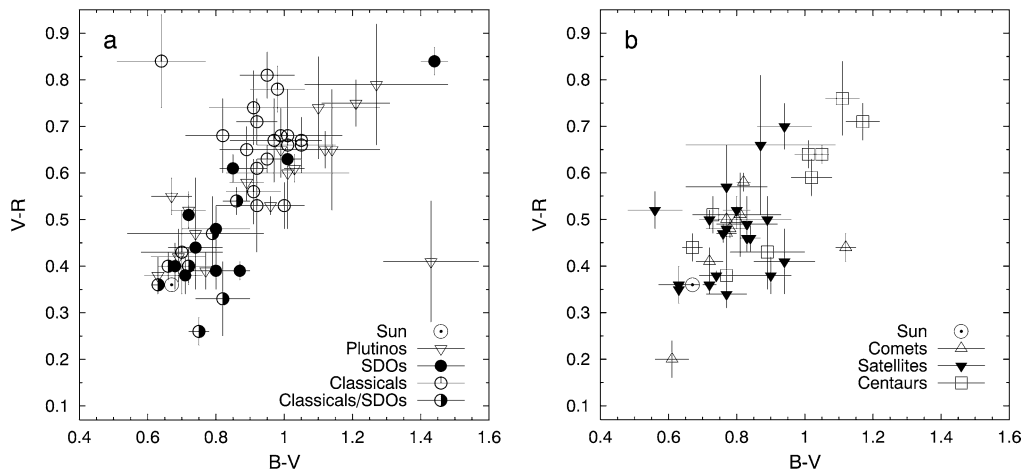 a
b
V-R
0.9
0.8
0.7
0.6
0.5
0.4
0.3
0.2
0.1
Sun
Plutinos
SDOs
Classicals
Classicals/SDOs
0.4 0.6 0.8 1 1.2 1.4 1.6
B-V
V-R
0.9
0.8
0.7
0.6
0.5
0.4
0.3
0.2
0.1
Sun
Comets
Satellites
Centaurs
0.4 0.6 0.8 1 1.2 1.4 1.6
B-V